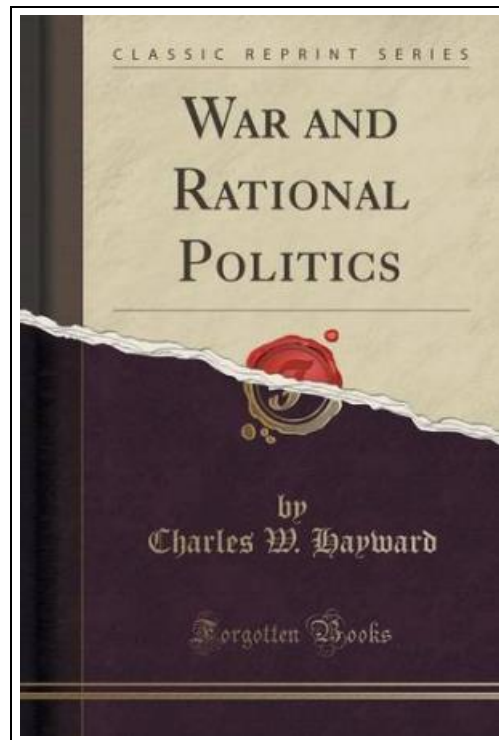 CLASSIC REPRINT SERIES
WAR AND
RATIONAL
POLITICS
by
Charles W. Hayward
Forgotten Books